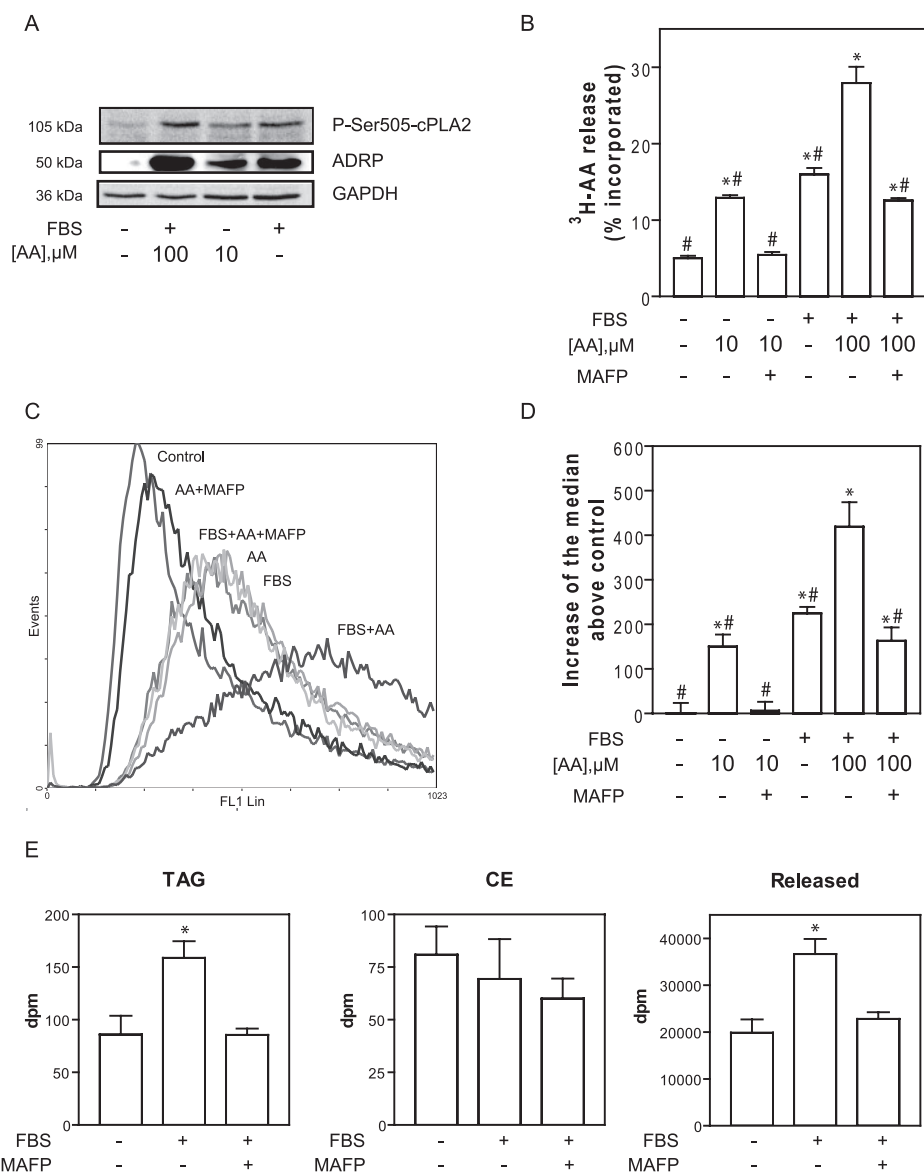 A
105 kDa P-Ser505-cPLA2
50 kDa ADRP
36 kDa GAPDH
FBS - + - +
[AA],µM - 100 10 -
B
³H-AA release
(% incorporated)
30
20
10
0
# *# # *# * *#
FBS - - - + + +
[AA],µM - 10 10 - 100 100
MAFP - - + - - +
C
99
Events
0
Control
AA+MAFP
FBS+AA+MAFP
AA
FBS
FBS+AA
0 FL1 Lin 1023
D
Increase of the median
above control
600
500
400
300
200
100
0
# *# # *# * *#
FBS - - - + + +
[AA],µM - 10 10 - 100 100
MAFP - - + - - +
E
TAG
dpm
200
150
100
50
0
*
FBS - + +
MAFP - - +
CE
dpm
100
75
50
25
0
FBS - + +
MAFP - - +
Released
dpm
40000
30000
20000
10000
0
*
FBS - + +
MAFP - - +